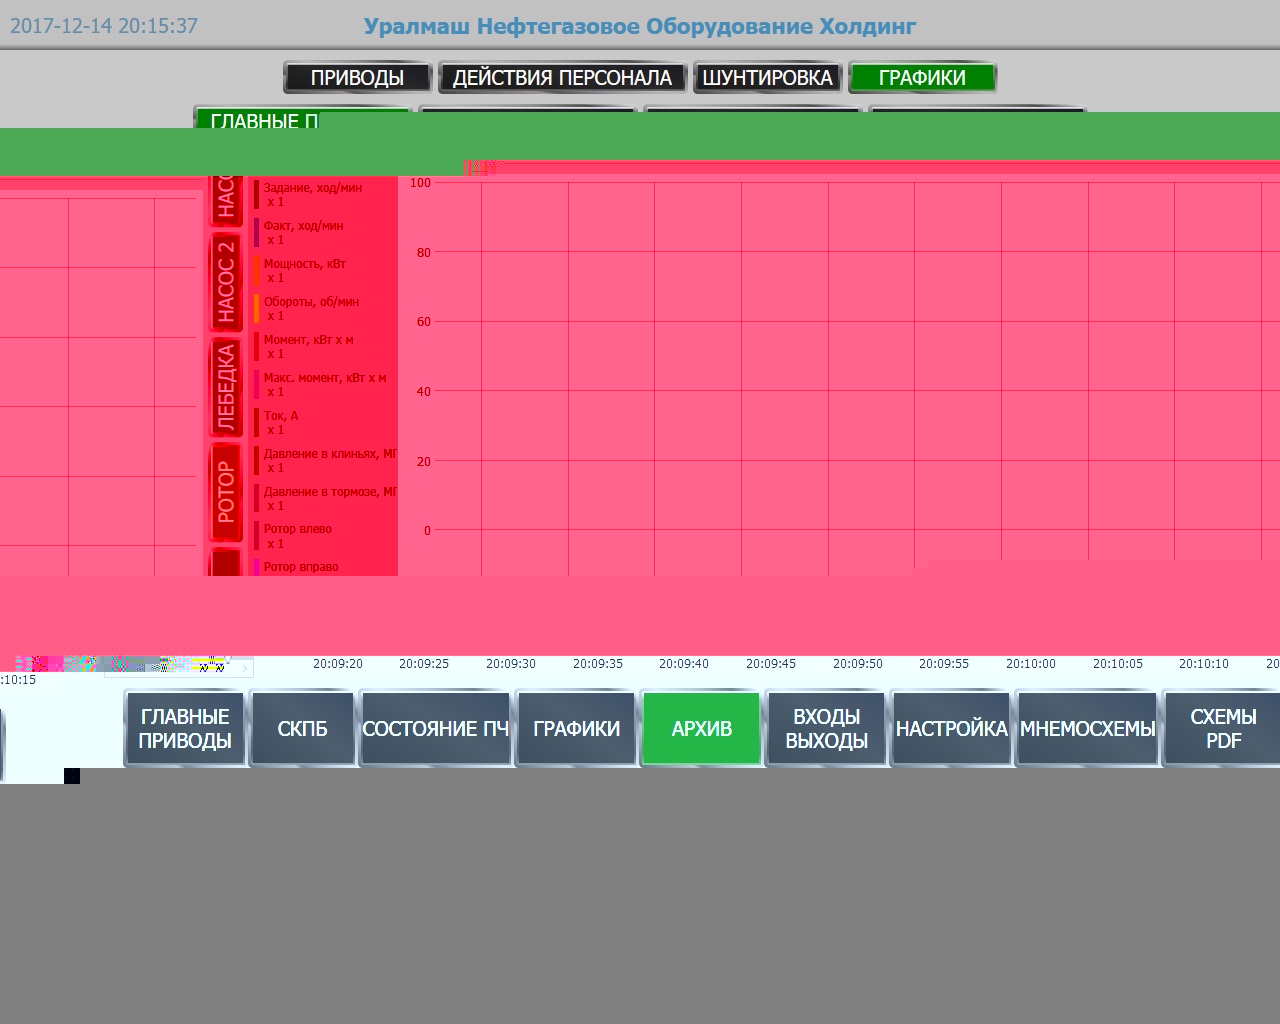 2017-12-14 20:15:37
Уралмаш Нефтегазовое Оборудование Холдинг
ПРИВОДЫ
ДЕЙСТВИЯ ПЕРСОНАЛА
ШУНТИРОВКА
ГРАФИКИ
ГЛАВНЫЕ П
НАСОС 2
ЛЕБЕДКА
РОТОР
Задание, ход/мин
x 1
Факт, ход/мин
x 1
Мощность, кВт
x 1
Обороты, об/мин
x 1
Момент, кВт x м
x 1
Макс. момент, кВт x м
x 1
Ток, А
x 1
Давление в клиньях, МГ
x 1
Давление в тормозе, МГ
x 1
Ротор влево
x 1
Ротор вправо
100
80
60
40
20
0
20:09:20
20:09:25
20:09:30
20:09:35
20:09:40
20:09:45
20:09:50
20:09:55
20:10:00
20:10:05
20:10:10
20
:10:15
ГЛАВНЫЕ
ПРИВОДЫ
СКПБ
СОСТОЯНИЕ ПЧ
ГРАФИКИ
АРХИВ
ВХОДЫ
ВЫХОДЫ
НАСТРОЙКА
МНЕМОСХЕМЫ
СХЕМЫ
PDF